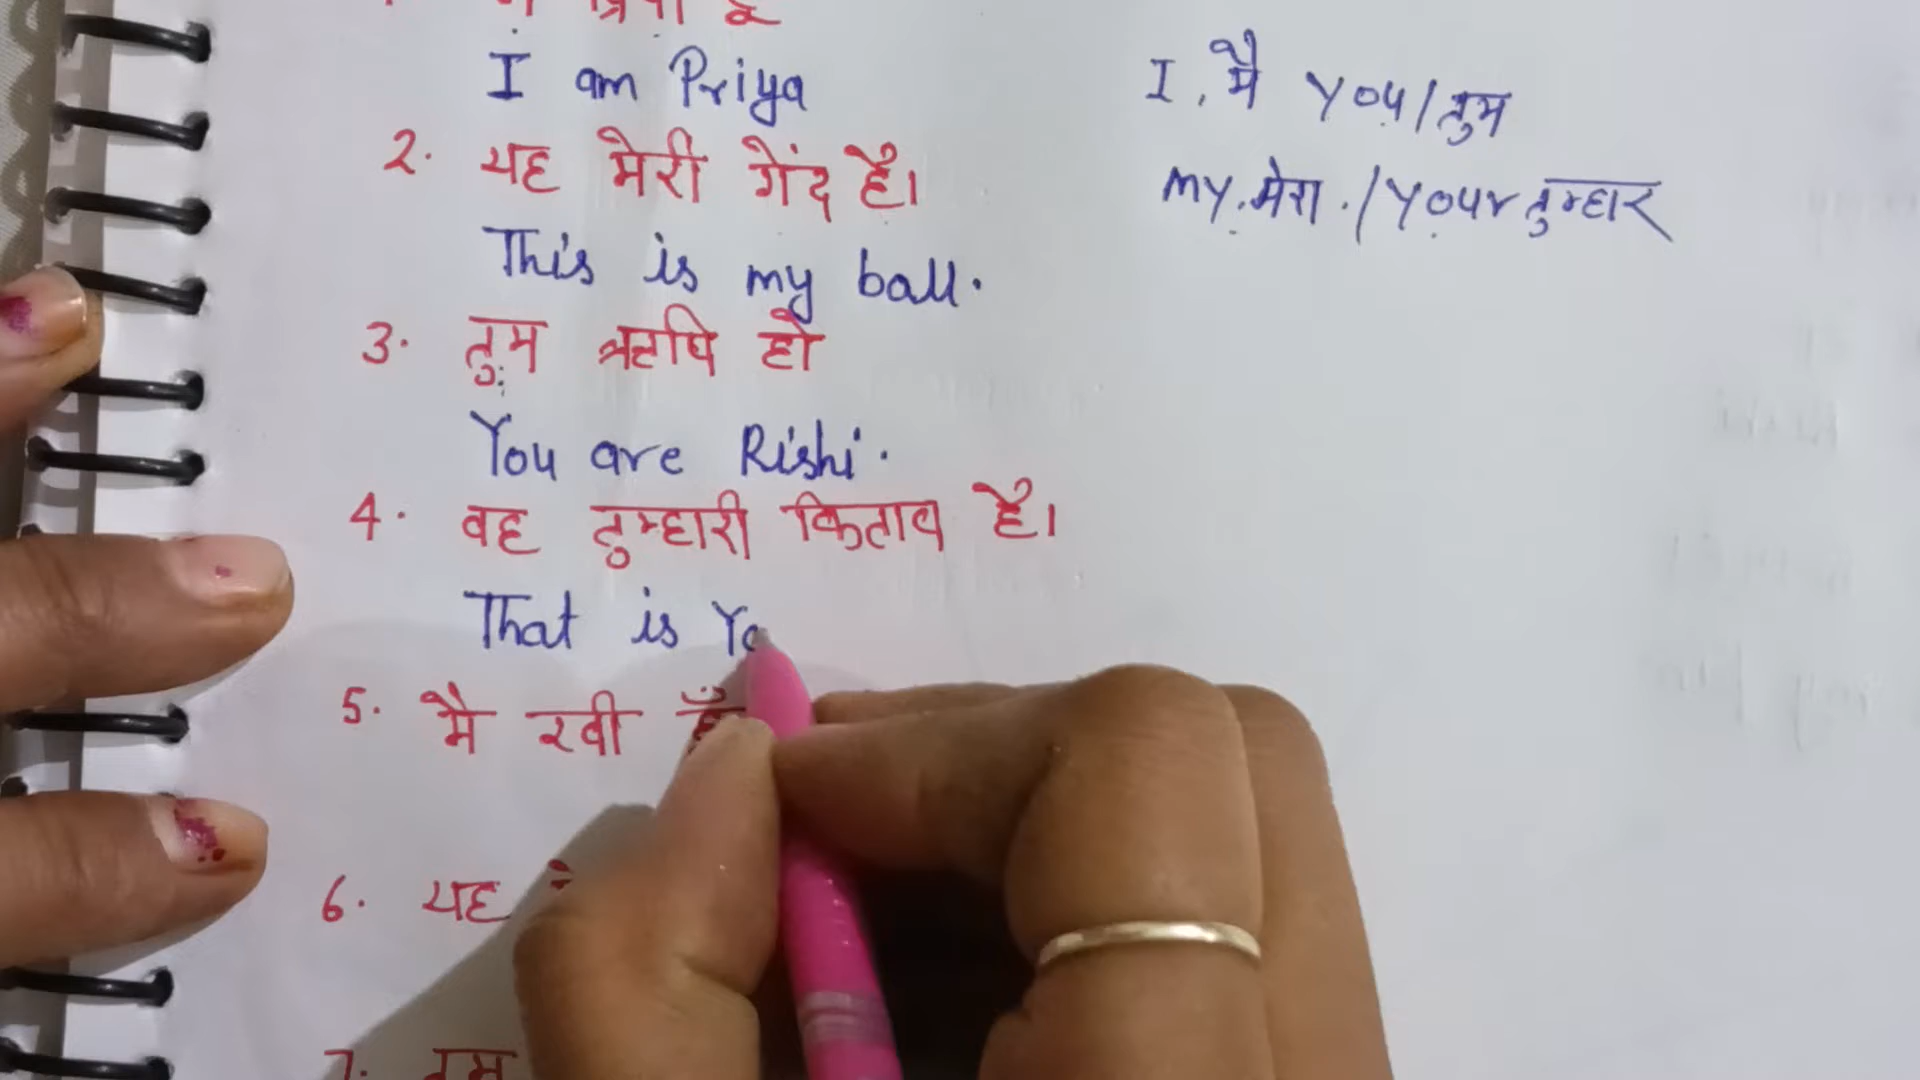 I am Priya
2. यह मेरी गेंद है।
This is my ball.
3. तुम ऋषि हो
You are Rishi.
4. वह तुम्हारी किताब है।
That is Yo
5. मै रवी हूँ
6. यह
7. तुम
I, मै You/तुम
my. मेरा. / Your तुम्हार